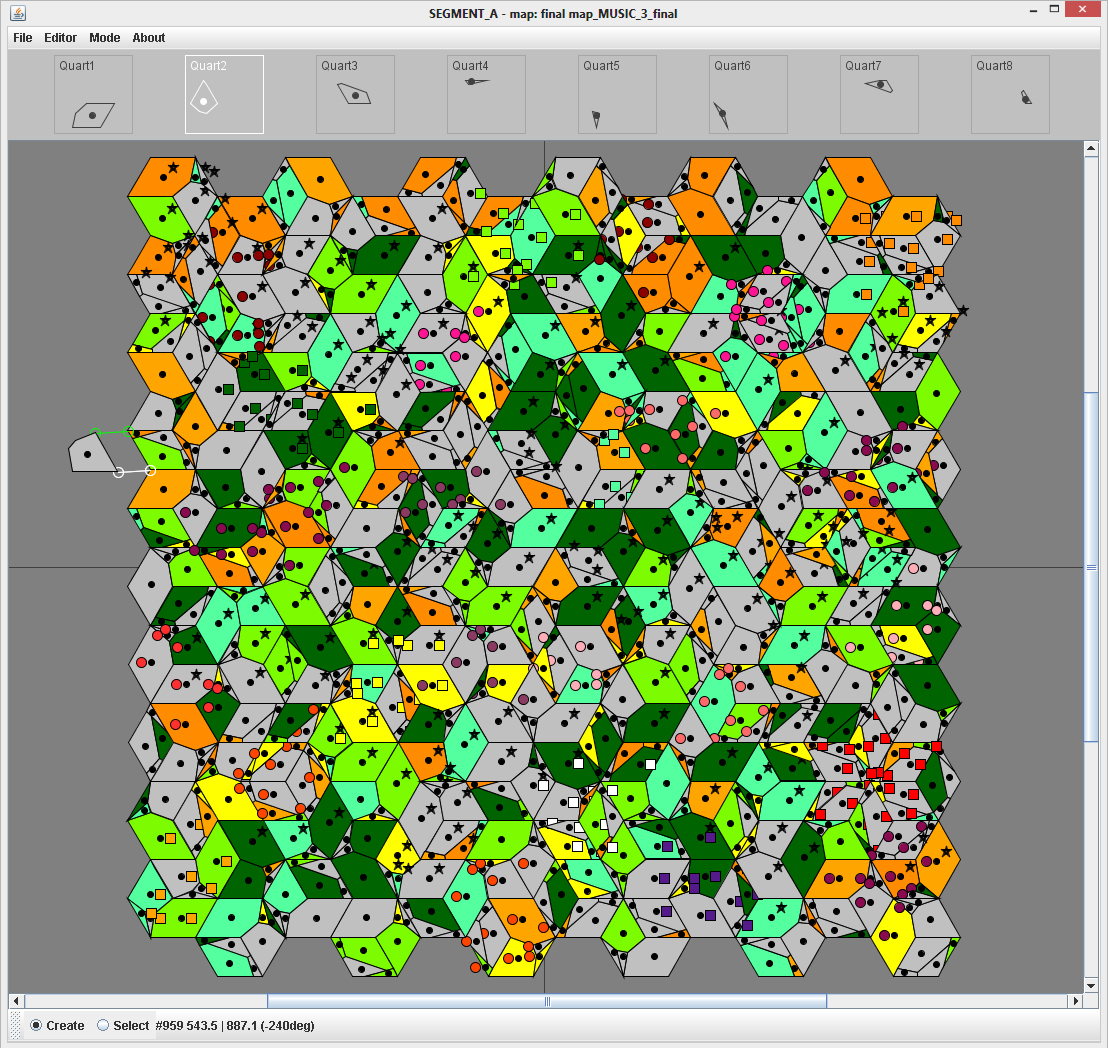 SEGMENT_A - map: final map_MUSIC_3_final
File Editor Mode About
Quart1 Quart2 Quart3 Quart4 Quart5 Quart6 Quart7 Quart8
Create Select #959 543.5 | 887.1 (-240deg)